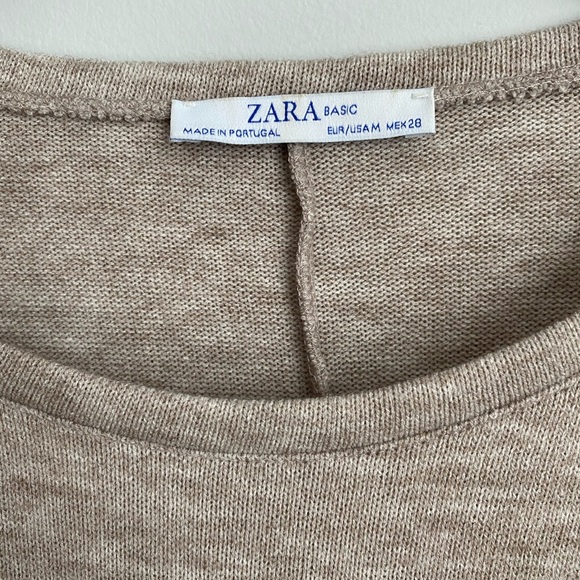 ZARA BASIC
MADE IN PORTUGAL EUR/USA M MEX 28